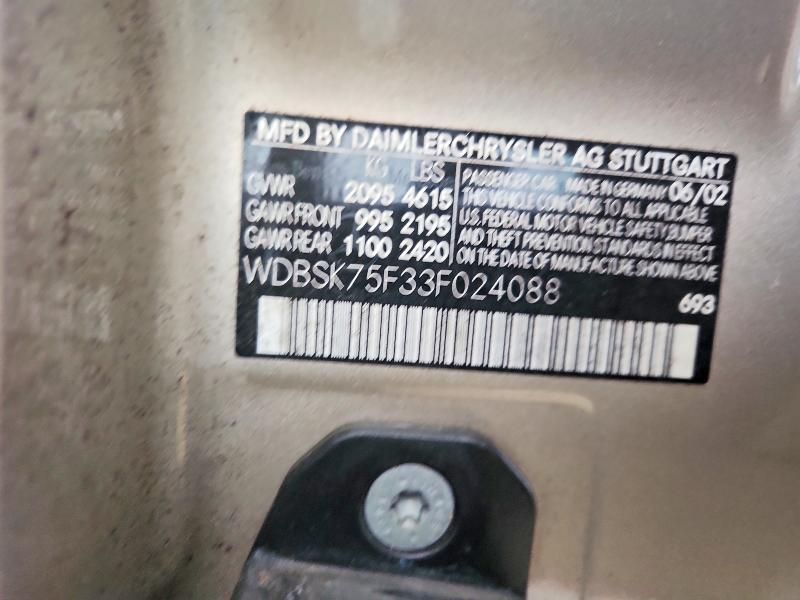 MFD BY DAIMLERCHRYSLER AG STUTTGART
KG LBS
GVWR 2095 4615
GAWR FRONT 995 2195
GAWR REAR 1100 2420
PASSENGER CAR MADE IN GERMANY 06/02
THIS VEHICLE CONFORMS TO ALL APPLICABLE
U.S. FEDERAL MOTOR VEHICLE SAFETY BUMPER
AND THEFT PREVENTION STANDARDS IN EFFECT
ON THE DATE OF MANUFACTURE SHOWN ABOVE
WDBSK75F33F024088
693